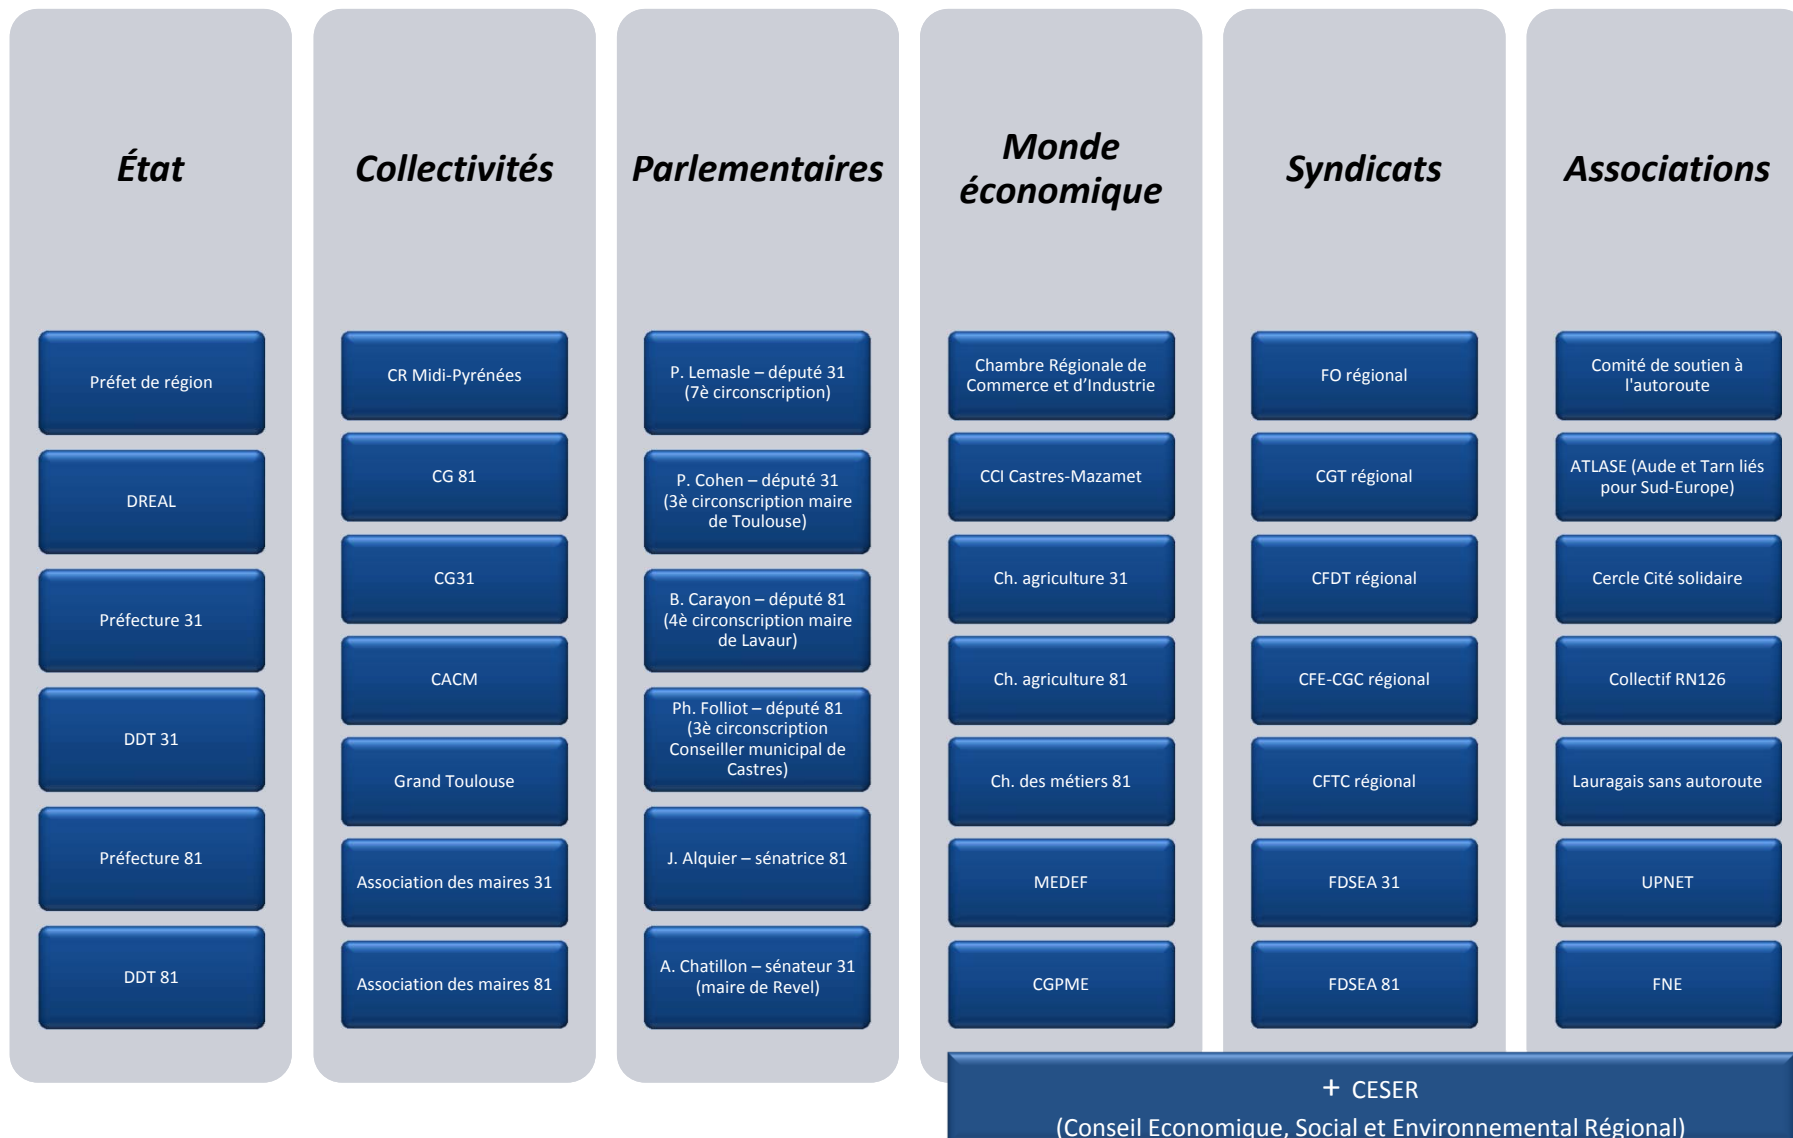 État
Préfet de région
DREAL
Préfecture 31
DDT 31
Préfecture 81
DDT 81
Collectivités
CR Midi-Pyrénées
CG 81
CG31
CACM
Grand Toulouse
Association des maires 31
Association des maires 81
Parlementaires
P. Lemasle – député 31
(7è circonscription)
P. Cohen – député 31
(3è circonscription maire
de Toulouse)
B. Carayon – député 81
(4è circonscription maire
de Lavaur)
Ph. Folliot – député 81
(3è circonscription
Conseiller municipal de
Castres)
J. Alquier – sénatrice 81
A. Chatillon – sénateur 31
(maire de Revel)
Monde
économique
Chambre Régionale de
Commerce et d’Industrie
CCI Castres-Mazamet
Ch. agriculture 31
Ch. agriculture 81
Ch. des métiers 81
MEDEF
CGPME
Syndicats
FO régional
CGT régional
CFDT régional
CFE-CGC régional
CFTC régional
FDSEA 31
FDSEA 81
Associations
Comité de soutien à
l'autoroute
ATLASE (Aude et Tarn liés
pour Sud-Europe)
Cercle Cité solidaire
Collectif RN126
Lauragais sans autoroute
UPNET
FNE
+ CESER
(Conseil Economique, Social et Environnemental Régional)